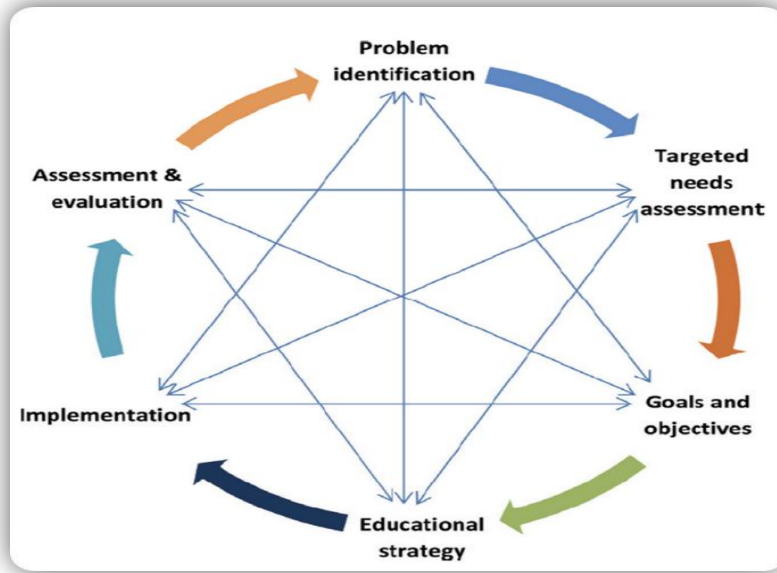 Problem
identification
Targeted
needs
assessment
Goals and
objectives
Educational
strategy
Implementation
Assessment &
evaluation